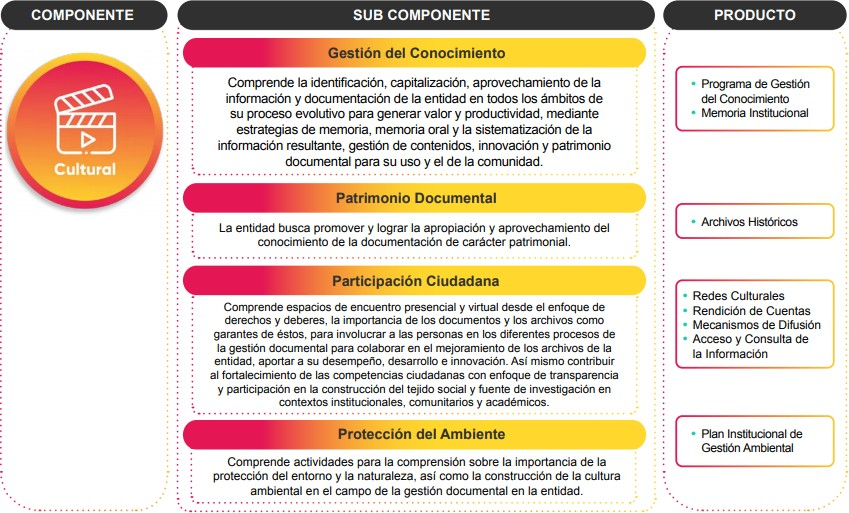 COMPONENTE
SUB COMPONENTE
PRODUCTO
Cultural
Gestión del Conocimiento
Comprende la identificación, capitalización, aprovechamiento de la
información y documentación de la entidad en todos los ámbitos de
su proceso evolutivo para generar valor y productividad, mediante
estrategias de memoria, memoria oral y la sistematización de la
información resultante, gestión de contenidos, innovación y patrimonio
documental para su uso y el de la comunidad.
• Programa de Gestión
del Conocimiento
• Memoria Institucional
Patrimonio Documental
La entidad busca promover y lograr la apropiación y aprovechamiento del
conocimiento de la documentación de carácter patrimonial.
• Archivos Históricos
Participación Ciudadana
Comprende espacios de encuentro presencial y virtual desde el enfoque de
derechos y deberes, la importancia de los documentos y los archivos como
garantes de éstos, para involucrar a las personas en los diferentes procesos de
la gestión documental para colaborar en el mejoramiento de los archivos de la
entidad, aportar a su desempeño, desarrollo e innovación. Así mismo contribuir
al fortalecimiento de las competencias ciudadanas con enfoque de transparencia
y participación en la construcción del tejido social y fuente de investigación en
contextos institucionales, comunitarios y académicos.
• Redes Culturales
• Rendición de Cuentas
• Mecanismos de Difusión
• Acceso y Consulta de
la Información
Protección del Ambiente
Comprende actividades para la comprensión sobre la importancia de la
protección del entorno y la naturaleza, así como la construcción de la cultura
ambiental en el campo de la gestión documental en la entidad.
• Plan Institucional de
Gestión Ambiental